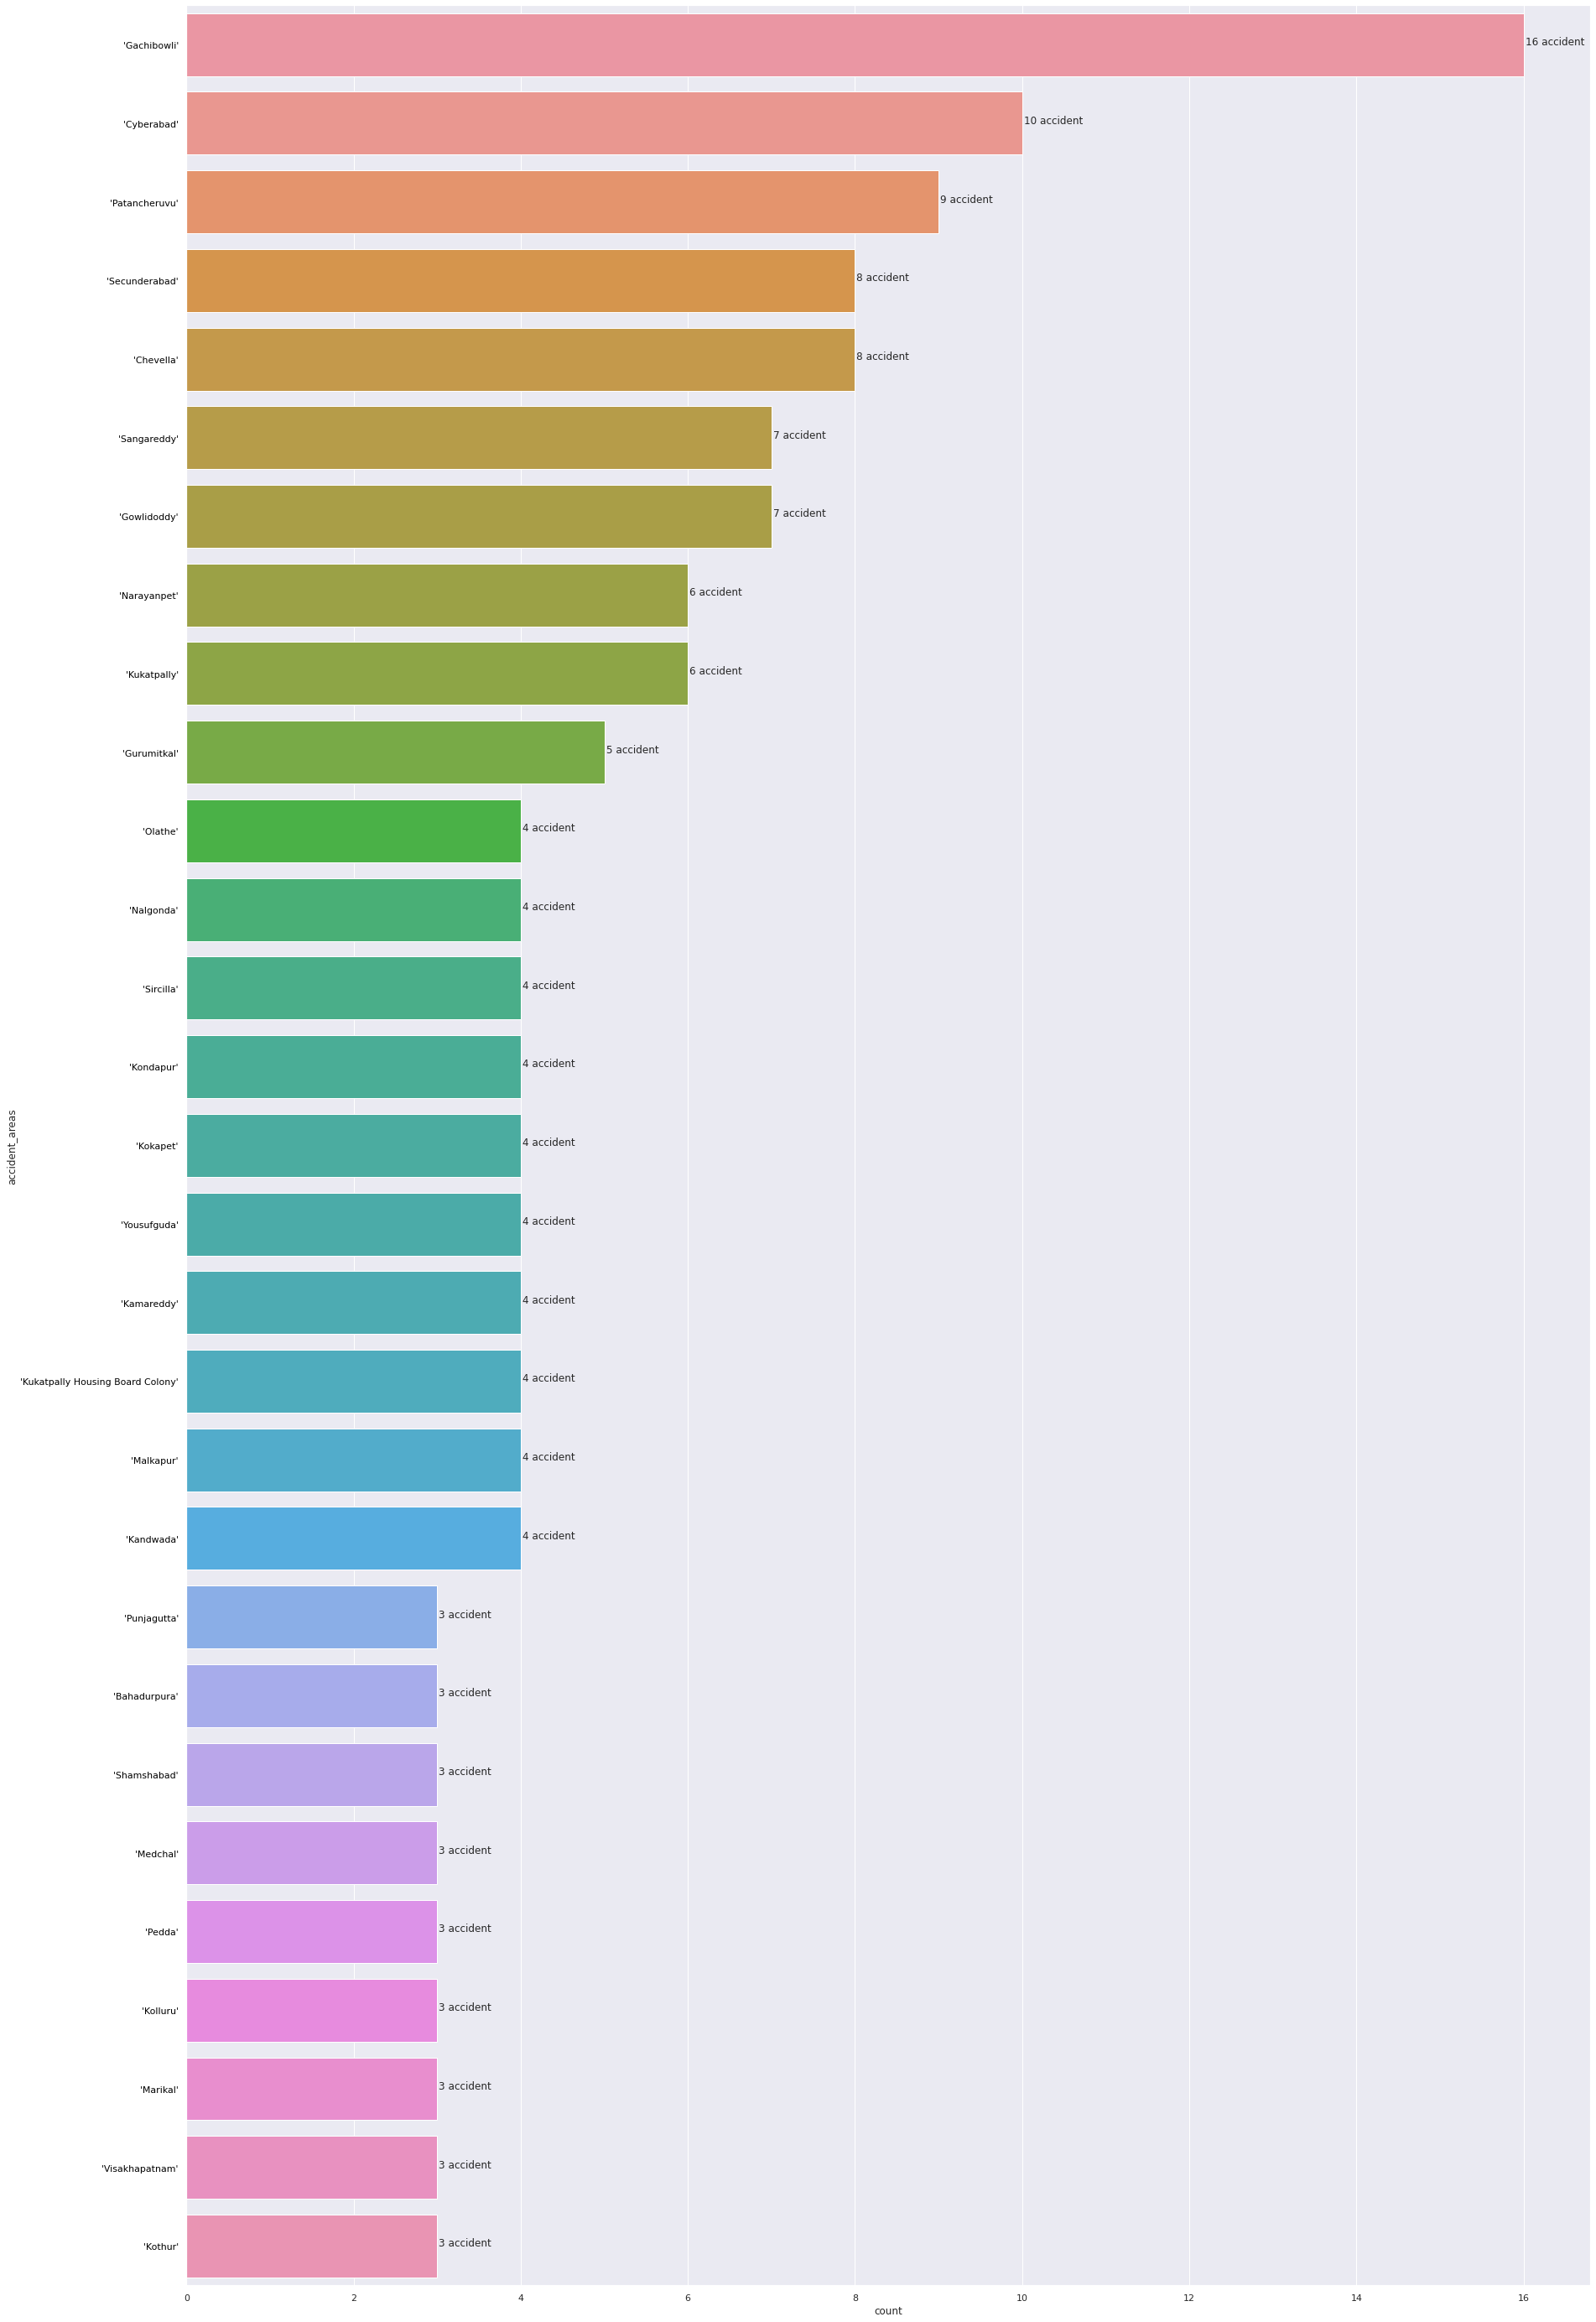 'Gachibowli' 16 accident
'Cyberabad' 10 accident
'Patancheruvu' 9 accident
'Secunderabad' 8 accident
'Chevella' 8 accident
'Sangareddy' 7 accident
'Gowlidoddy' 7 accident
'Narayanpet' 6 accident
'Kukatpally' 6 accident
'Gurumitkal' 5 accident
'Olathe' 4 accident
'Nalgonda' 4 accident
'Sircilla' 4 accident
'Kondapur' 4 accident
'Kokapet' 4 accident
accident_areas
'Yousufguda' 4 accident
'Kamareddy' 4 accident
'Kukatpally Housing Board Colony' 4 accident
'Malkapur' 4 accident
'Kandwada' 4 accident
'Punjagutta' 3 accident
'Bahadurpura' 3 accident
'Shamshabad' 3 accident
'Medchal' 3 accident
'Pedda' 3 accident
'Kolluru' 3 accident
'Marikal' 3 accident
'Visakhapatnam' 3 accident
'Kothur' 3 accident
0 2 4 6 8 10 12 14 16
count